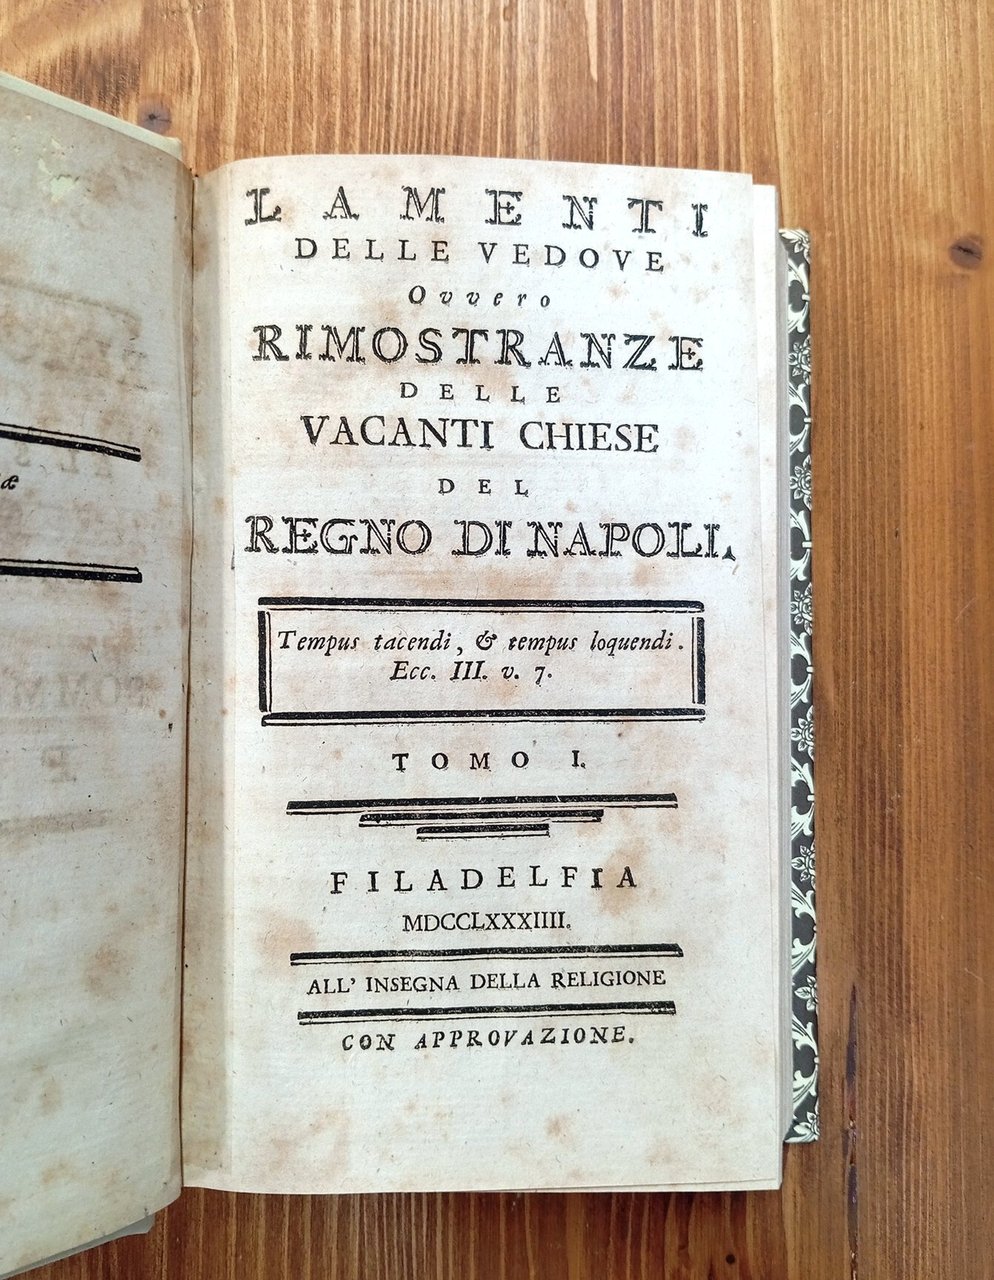 LAMENTI
DELLE VEDOVE
Ovvero
RIMOSTRANZE
DELLE
VACANTI CHIESE
DEL
REGNO DI NAPOLI.
Tempus tacendi, & tempus loquendi.
Ecc. III. v. 7.
TOMO I.
FILADELFIA
MDCCLXXXIIII.
ALL' INSEGNA DELLA RELIGIONE
CON APPROVAZIONE.
æ